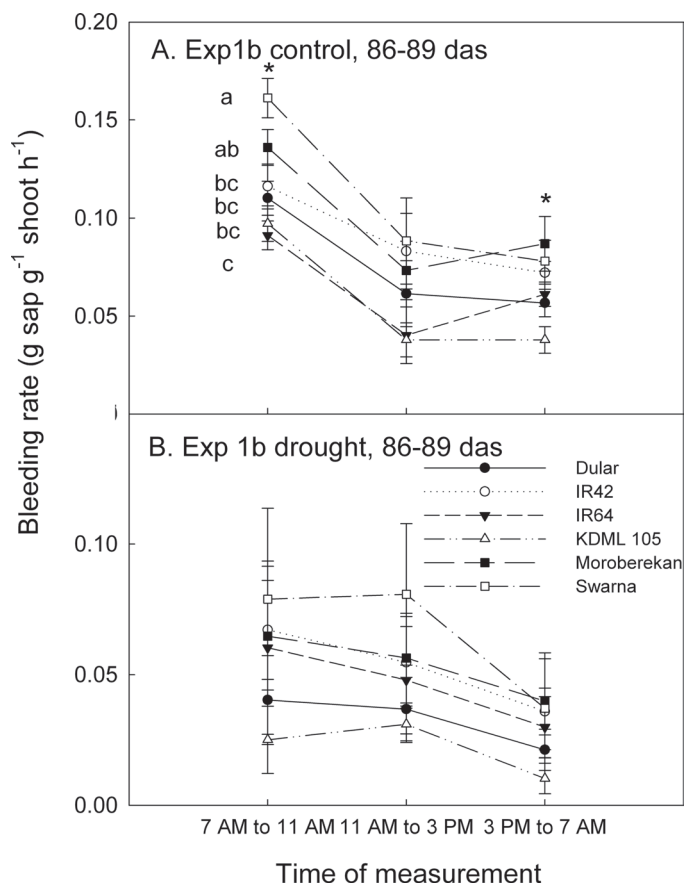 0.20
A. Exp1b control, 86-89 das
*
a
0.15
ab
bc
*
bc
0.10
bc
c
0.05
Bleeding rate (g sap g⁻¹ shoot h⁻¹)
B. Exp 1b drought, 86-89 das
Dular
IR42
IR64
KDML 105
Moroberekan
Swarna
0.10
0.05
0.00
7 AM to 11 AM 11 AM to 3 PM 3 PM to 7 AM
Time of measurement